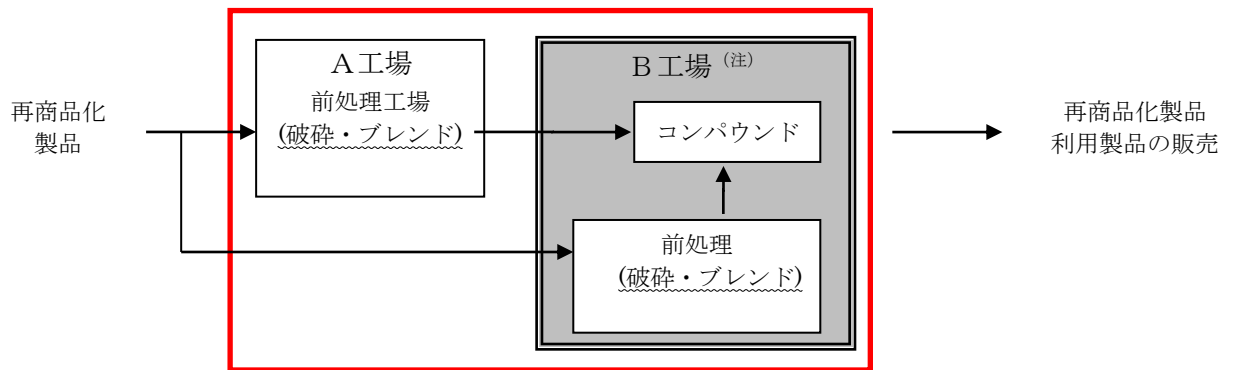 再商品化
製品
Ａ工場
前処理工場
(破砕・ブレンド)
Ｂ工場（注）
コンパウンド
前処理
(破砕・ブレンド)
再商品化製品
利用製品の販売